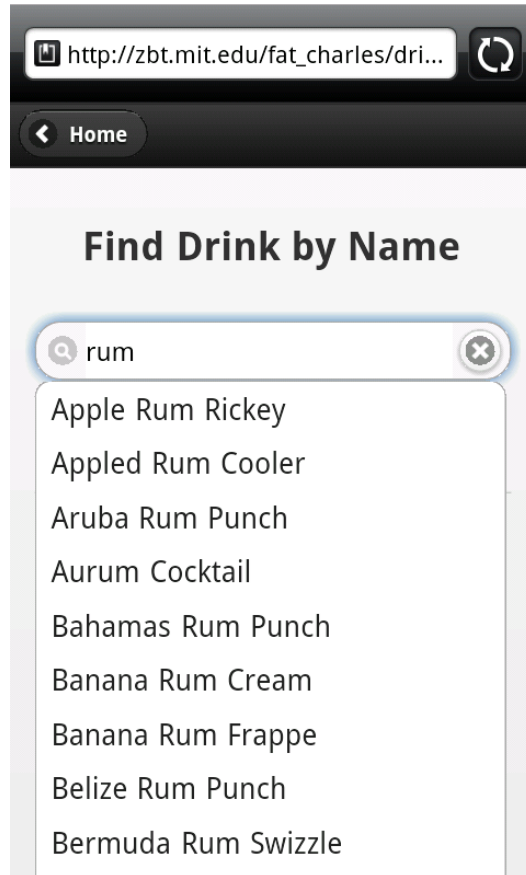 http://zbt.mit.edu/fat_charles/dri...
Home
Find Drink by Name
rum
Apple Rum Rickey
Appled Rum Cooler
Aruba Rum Punch
Aurum Cocktail
Bahamas Rum Punch
Banana Rum Cream
Banana Rum Frappe
Belize Rum Punch
Bermuda Rum Swizzle